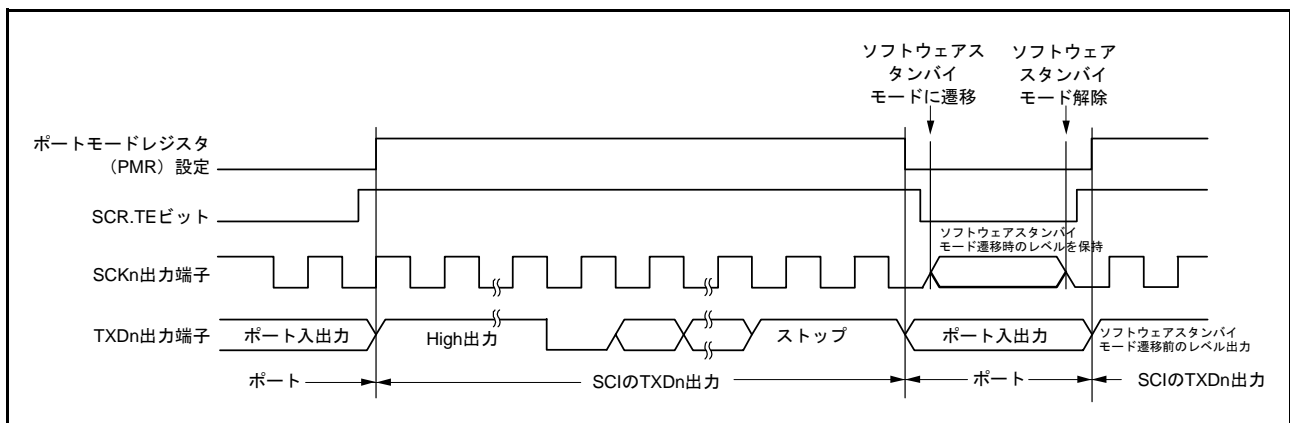 ソフトウェアス
タンバイ
モードに遷移
ソフトウェア
スタンバイ
モード解除
ポートモードレジスタ
（PMR）設定
SCR.TEビット
ソフトウェアスタンバイ
モード遷移時のレベルを保持
SCKn出力端子
TXDn出力端子
ポート入出力
High出力
ストップ
ポート入出力
ソフトウェアスタンバイ
モード遷移前のレベル出力
ポート
SCIのTXDn出力
ポート
SCIのTXDn出力